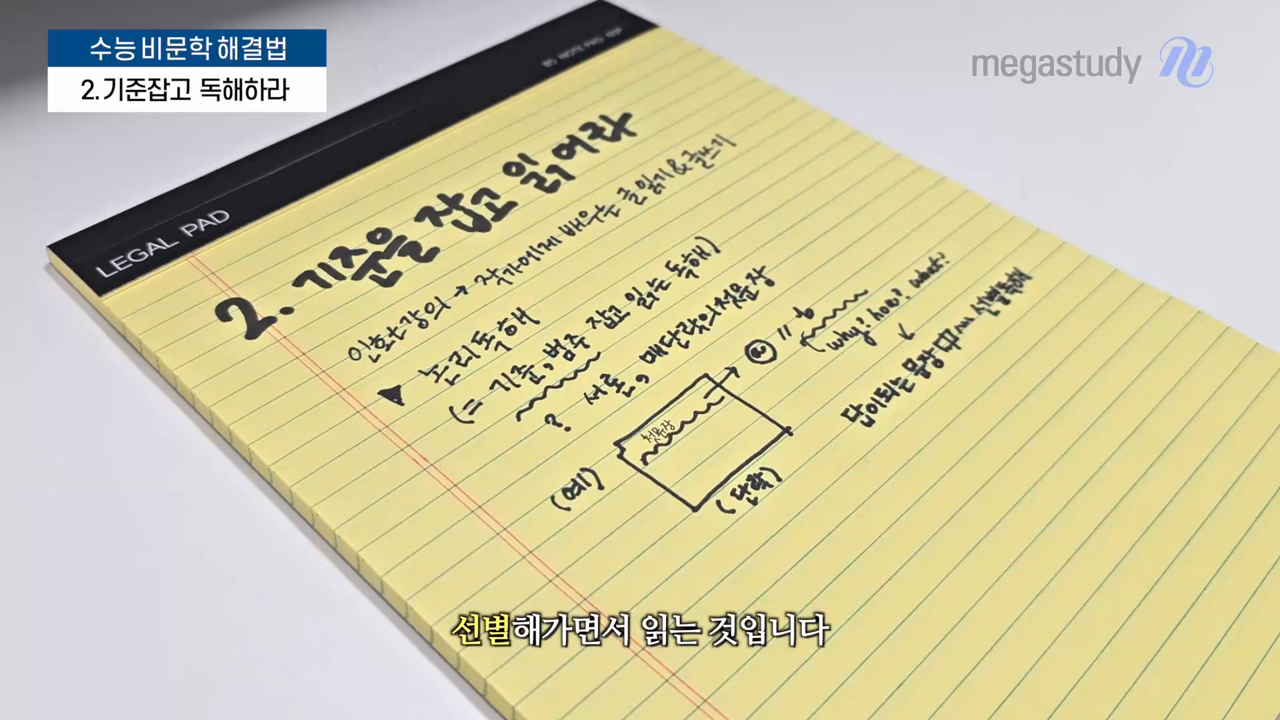 수능 비문학 해결법
2. 기준잡고 독해하라
megastudy
LEGAL PAD
2. 기준을 잡고 읽어라
인화강의 → 작가에게 배우는 글읽기&글쓰기
▶ 논리독해
(= 기준, 범주 잡고 읽는 독해)
? 서론, 매단락의 첫문장
(예)
첫문장
(단락)
why? how? what?
답이되는 문장
선별독해
선별해가면서 읽는 것입니다